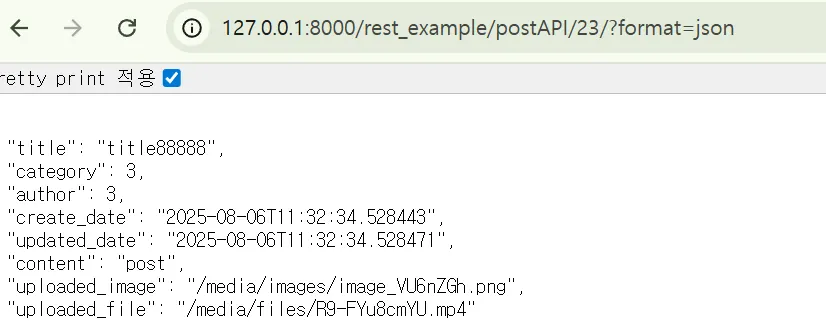 127.0.0.1:8000/rest_example/postAPI/23/?format=json
retty print 적용
"title": "title88888",
"category": 3,
"author": 3,
"create_date": "2025-08-06T11:32:34.528443",
"updated_date": "2025-08-06T11:32:34.528471",
"content": "post",
"uploaded_image": "/media/images/image_VU6nZGh.png",
"uploaded_file": "/media/files/R9-FYu8cmYU.mp4"